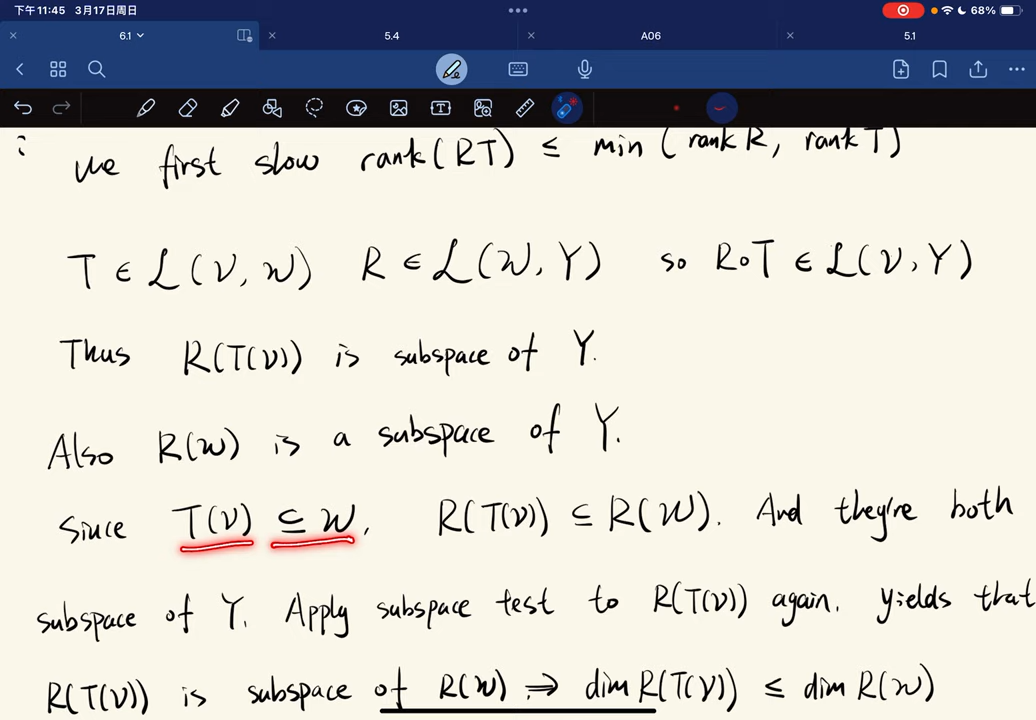 下午11:45 3月17日周日
68%
6.1
5.4
A06
5.1
we first slow rank(RT) ≤ min (rank R, rank T)
T ∈ L(V, W) R ∈ L(W, Y) so R∘T ∈ L(V, Y)
Thus R(T(V)) is subspace of Y.
Also R(W) is a subspace of Y.
Since T(V) ⊆ W, R(T(V)) ⊆ R(W). And they're both
subspace of Y. Apply subspace test to R(T(V)) again, yields that
R(T(V)) is subspace of R(W) ⇒ dim R(T(V)) ≤ dim R(W)